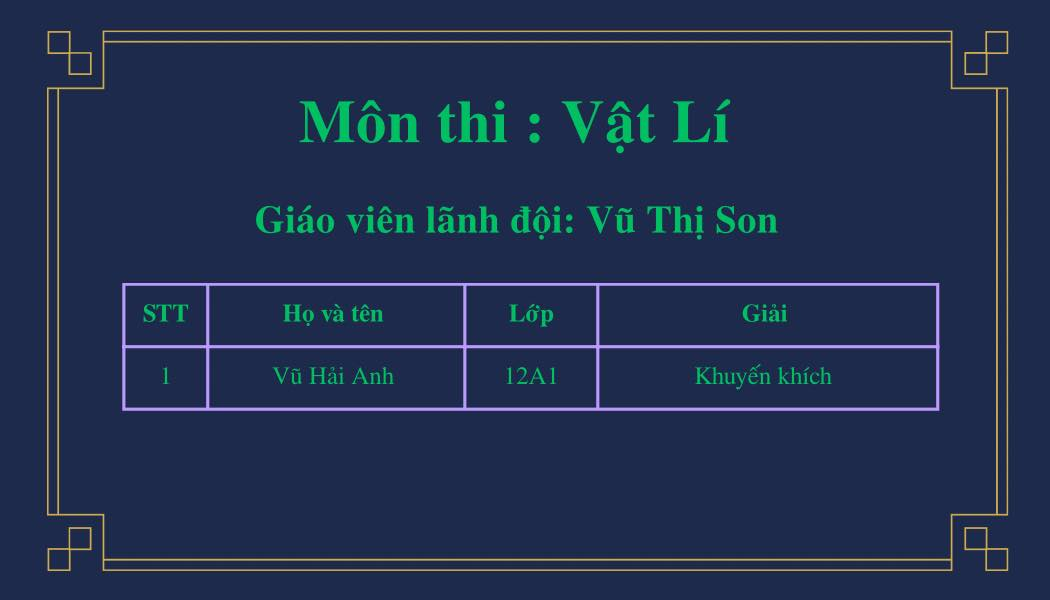 Môn thi : Vật Lí
Giáo viên lãnh đội: Vũ Thị Son
STT Họ và tên Lớp Giải
1 Vũ Hải Anh 12A1 Khuyến khích